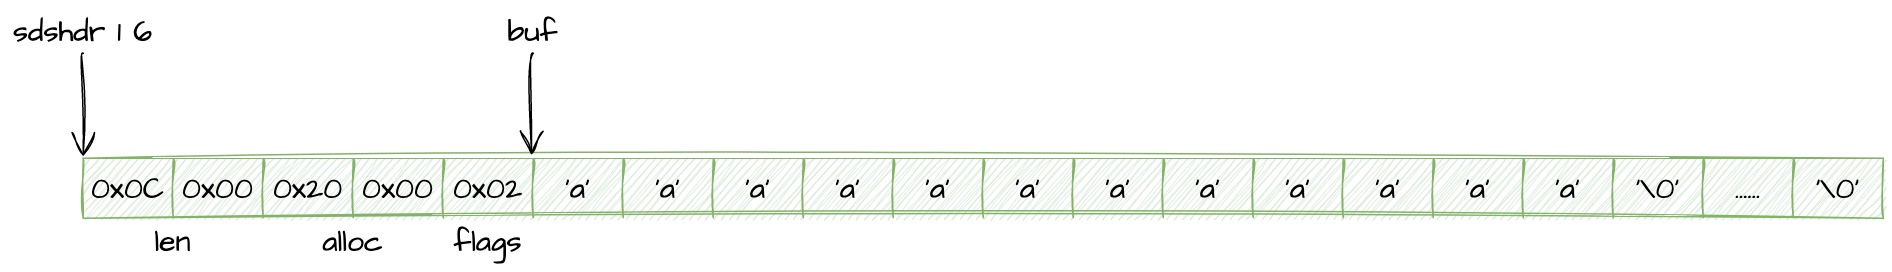 sdshdr16 buf
0x0C 0x00 0x20 0x00 0x02 'a' 'a' 'a' 'a' 'a' 'a' 'a' 'a' 'a' 'a' 'a' 'a' '\0' ...... '\0'
len alloc flags